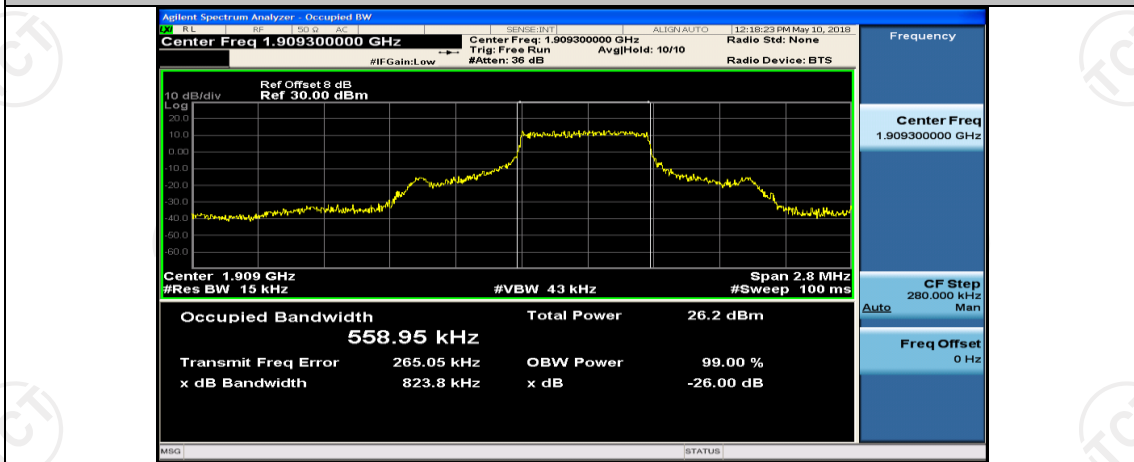 Agilent Spectrum Analyzer - Occupied BW
LXI RL RF 50 Ω AC SENSE:INT ALIGN AUTO 12:18:23 PM May 10, 2018
Center Freq 1.909300000 GHz
Center Freq: 1.909300000 GHz
Radio Std: None
Trig: Free Run Avg|Hold: 10/10
#IFGain:Low
#Atten: 36 dB
Radio Device: BTS
Frequency
Ref Offset 8 dB
10 dB/div Ref 30.00 dBm
Log
20.0
10.0
0.00
-10.0
-20.0
-30.0
-40.0
-50.0
-60.0
Center Freq
1.909300000 GHz
Center 1.909 GHz Span 2.8 MHz
#Res BW 15 kHz #VBW 43 kHz #Sweep 100 ms
CF Step
280.000 kHz
Auto Man
Occupied Bandwidth Total Power 26.2 dBm
558.95 kHz
Transmit Freq Error 265.05 kHz OBW Power 99.00 %
x dB Bandwidth 823.8 kHz x dB -26.00 dB
Freq Offset
0 Hz
MSG STATUS